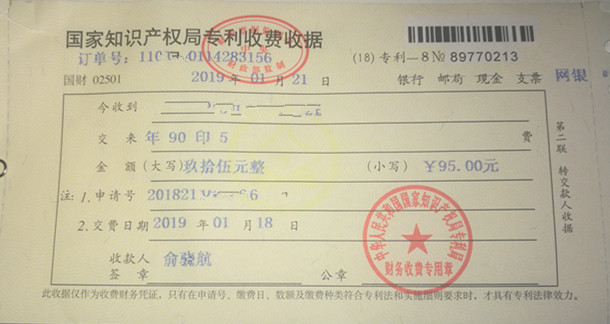 国家知识产权局专利收费收据
订单号: 110 0114283156
(18) 专利－8 № 89770213
财政部监制
国财 02501
2019 年 01 月 21 日
银行 邮局 现金 支票 网银
今收到
交来 年 90 印 5 费
金额 (大写) 玖拾伍元整 (小写) ￥95.00元
注: 1.申请号 201821 6
2.交费日期 2019 年 01 月 18 日
收款人
签章 俞骁航 公章
中华人民共和国国家知识产权局专利局
财务收费专用章
第二联 转交款人收据
此收据仅作为收费财务凭证，只有在申请号、缴费日、数额及缴费种类符合专利法和实施细则要求时，才具有专利法律效力。